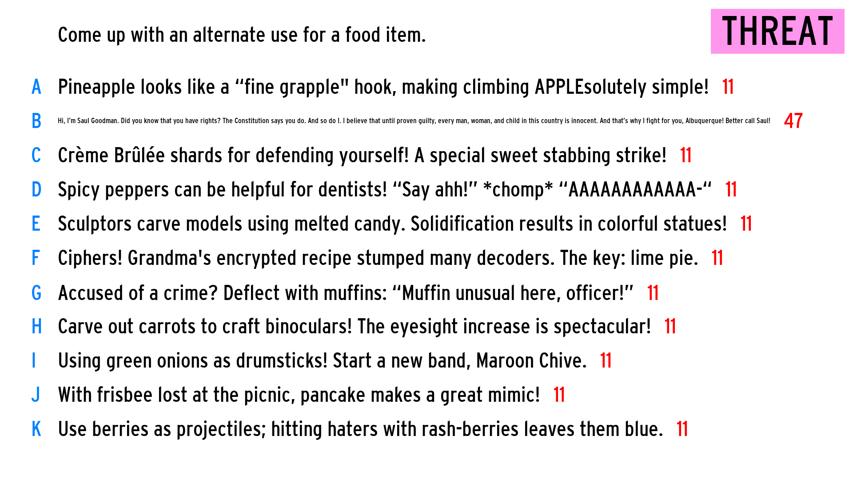 Come up with an alternate use for a food item.
THREAT
A Pineapple looks like a “fine grapple" hook, making climbing APPLEsolutely simple! 11
B Hi, I'm Saul Goodman. Did you know that you have rights? The Constitution says you do. And so do I. I believe that until proven guilty, every man, woman, and child in this country is innocent. And that's why I fight for you, Albuquerque! Better call Saul! 47
C Crème Brûlée shards for defending yourself! A special sweet stabbing strike! 11
D Spicy peppers can be helpful for dentists! “Say ahh!” *chomp* “AAAAAAAAAAAA-“ 11
E Sculptors carve models using melted candy. Solidification results in colorful statues! 11
F Ciphers! Grandma's encrypted recipe stumped many decoders. The key: lime pie. 11
G Accused of a crime? Deflect with muffins: “Muffin unusual here, officer!” 11
H Carve out carrots to craft binoculars! The eyesight increase is spectacular! 11
I Using green onions as drumsticks! Start a new band, Maroon Chive. 11
J With frisbee lost at the picnic, pancake makes a great mimic! 11
K Use berries as projectiles; hitting haters with rash-berries leaves them blue. 11